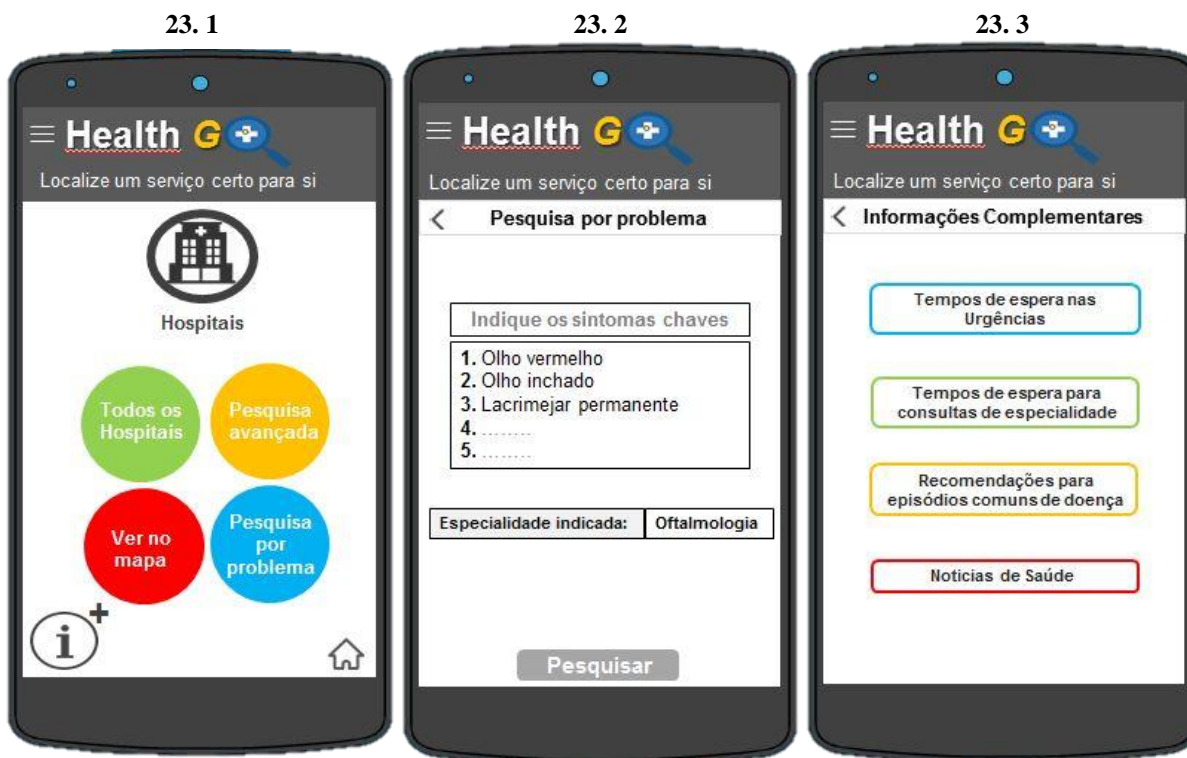 23. 1
Health G
Localize um serviço certo para si
Hospitais
Todos os
Hospitais
Pesquisa
avançada
Ver no
mapa
Pesquisa
por
problema
i
+
23. 2
Health G
Localize um serviço certo para si
< Pesquisa por problema
Indique os sintomas chaves
1. Olho vermelho
2. Olho inchado
3. Lacrimejar permanente
4. ........
5. ........
Especialidade indicada: Oftalmologia
Pesquisar
23. 3
Health G
Localize um serviço certo para si
< Informações Complementares
Tempos de espera nas
Urgências
Tempos de espera para
consultas de especialidade
Recomendações para
episódios comuns de doença
Noticias de Saúde